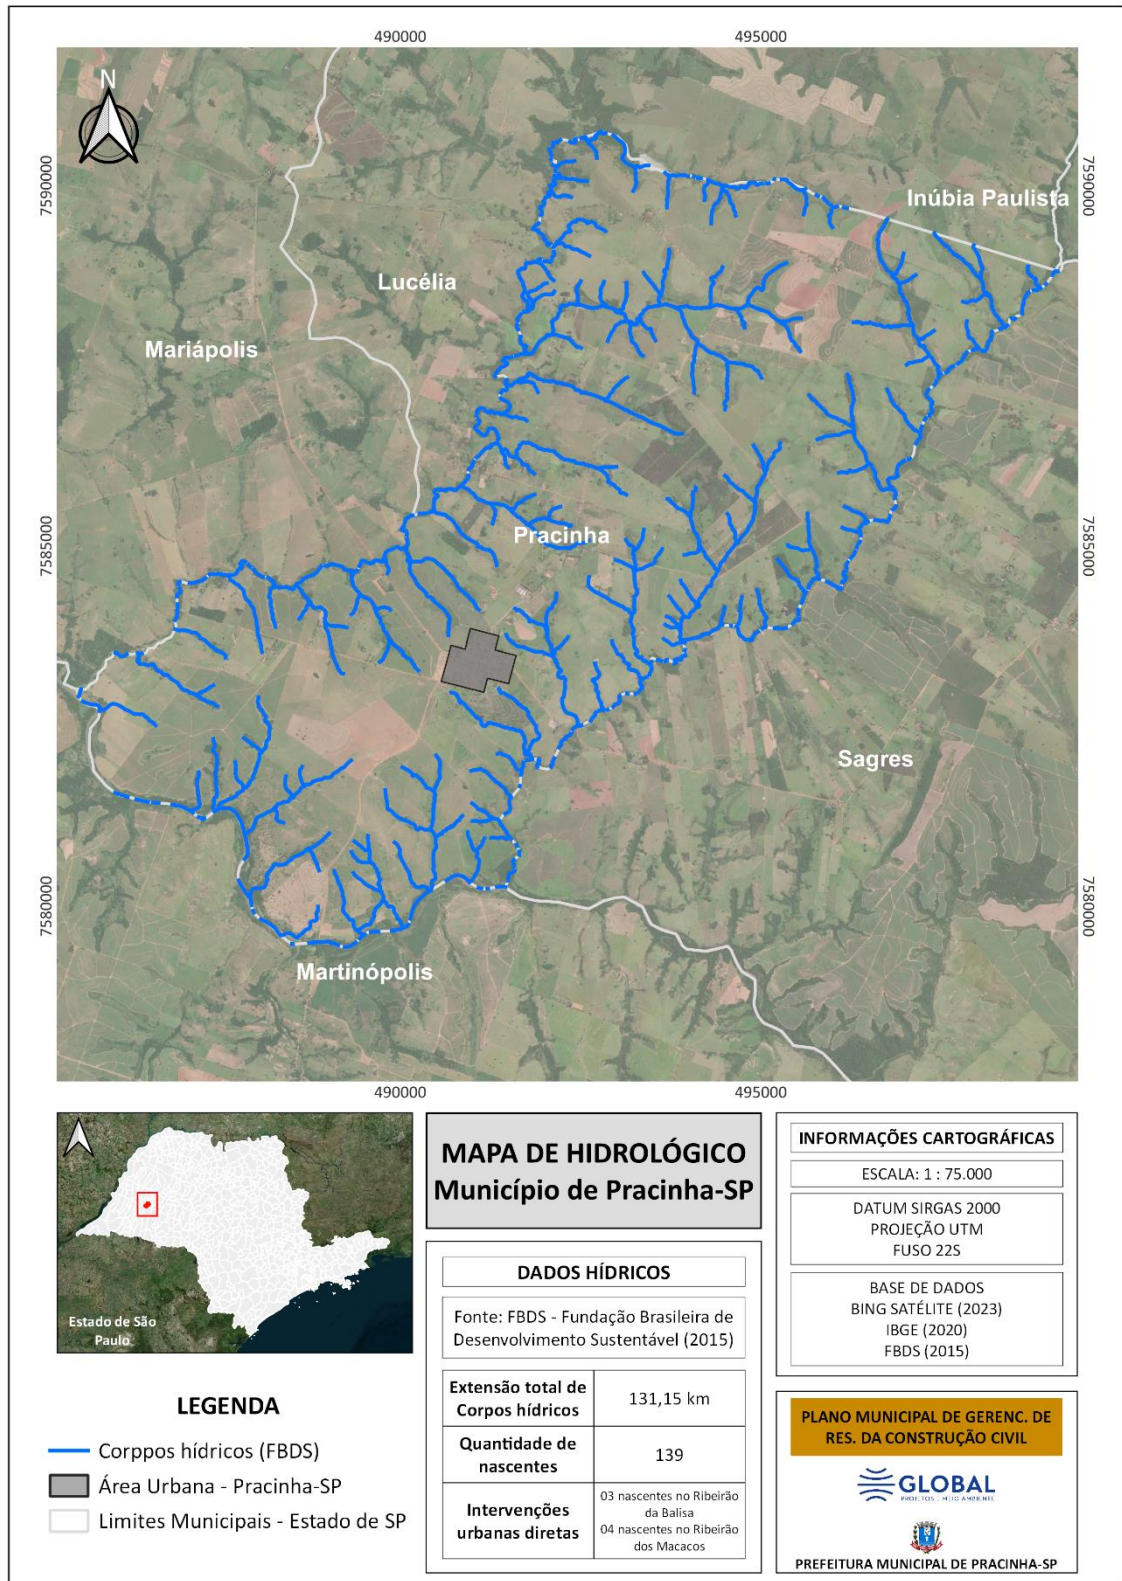 490000
495000
N
7590000
7590000
Inúbia Paulista
Lucélia
Mariápolis
7585000
7585000
Pracinha
Sagres
7580000
7580000
Martinópolis
490000
495000
Estado de São
Paulo
LEGENDA
Corppos hídricos (FBDS)
Área Urbana - Pracinha-SP
Limites Municipais - Estado de SP
MAPA DE HIDROLÓGICO
Município de Pracinha-SP
DADOS HÍDRICOS
Fonte: FBDS - Fundação Brasileira de
Desenvolvimento Sustentável (2015)
Extensão total de
Corpos hídricos
131,15 km
Quantidade de
nascentes
139
Intervenções
urbanas diretas
03 nascentes no Ribeirão
da Balisa
04 nascentes no Ribeirão
dos Macacos
INFORMAÇÕES CARTOGRÁFICAS
ESCALA: 1 : 75.000
DATUM SIRGAS 2000
PROJEÇÃO UTM
FUSO 22S
BASE DE DADOS
BING SATÉLITE (2023)
IBGE (2020)
FBDS (2015)
PLANO MUNICIPAL DE GERENC. DE
RES. DA CONSTRUÇÃO CIVIL
GLOBAL
PROJETOS E MEIO AMBIENTE
PREFEITURA MUNICIPAL DE PRACINHA-SP